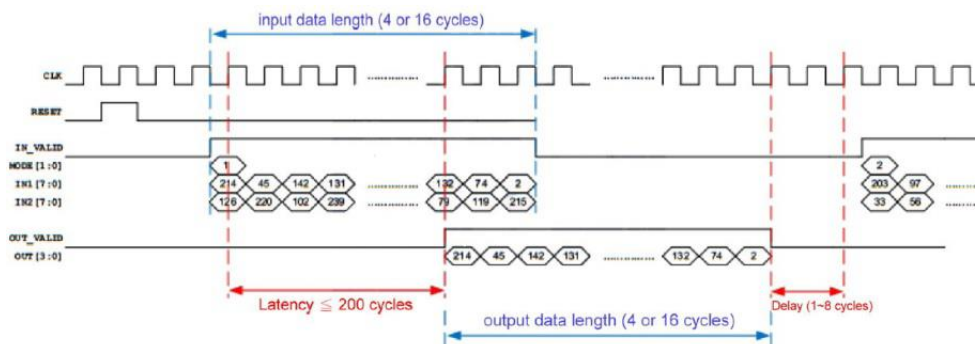 input data length (4 or 16 cycles)
CLK
RESET
IN_VALID
MODE[1:0] 1 2
IN1[7:0] 214 45 142 131 132 74 2 203 97
IN2[7:0] 126 220 102 239 79 119 215 33 56
OUT_VALID
OUT[3:0] 214 45 142 131 132 74 2
Latency ≦ 200 cycles
Delay (1~8 cycles)
output data length (4 or 16 cycles)